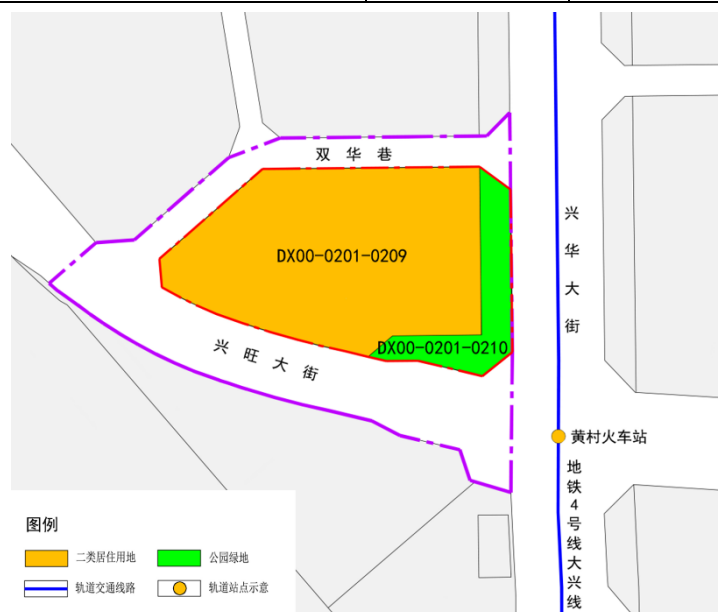 双华巷
兴华大街
DX00-0201-0209
DX00-0201-0210
兴旺大街
黄村火车站
地铁4号线大兴线
图例
二类居住用地
公园绿地
轨道交通线路
轨道站点示意